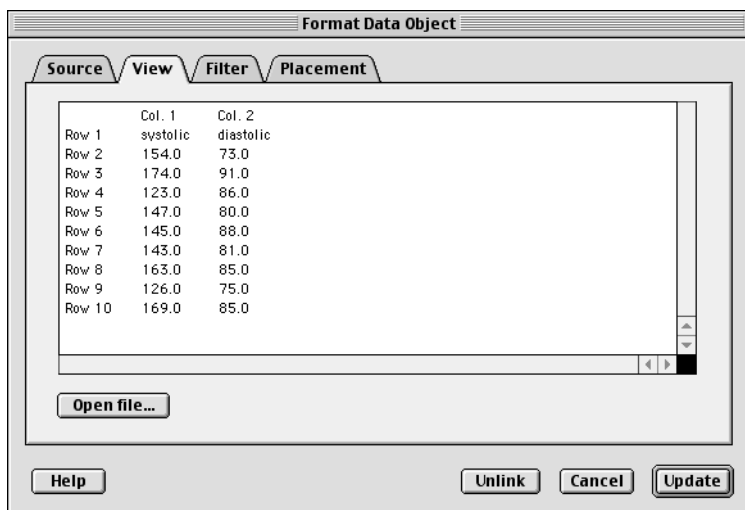 Format Data Object
Source View Filter Placement
Col. 1 Col. 2
Row 1 systolic diastolic
Row 2 154.0 73.0
Row 3 174.0 91.0
Row 4 123.0 86.0
Row 5 147.0 80.0
Row 6 145.0 88.0
Row 7 143.0 81.0
Row 8 163.0 85.0
Row 9 126.0 75.0
Row 10 169.0 85.0
Open file...
Help Unlink Cancel Update